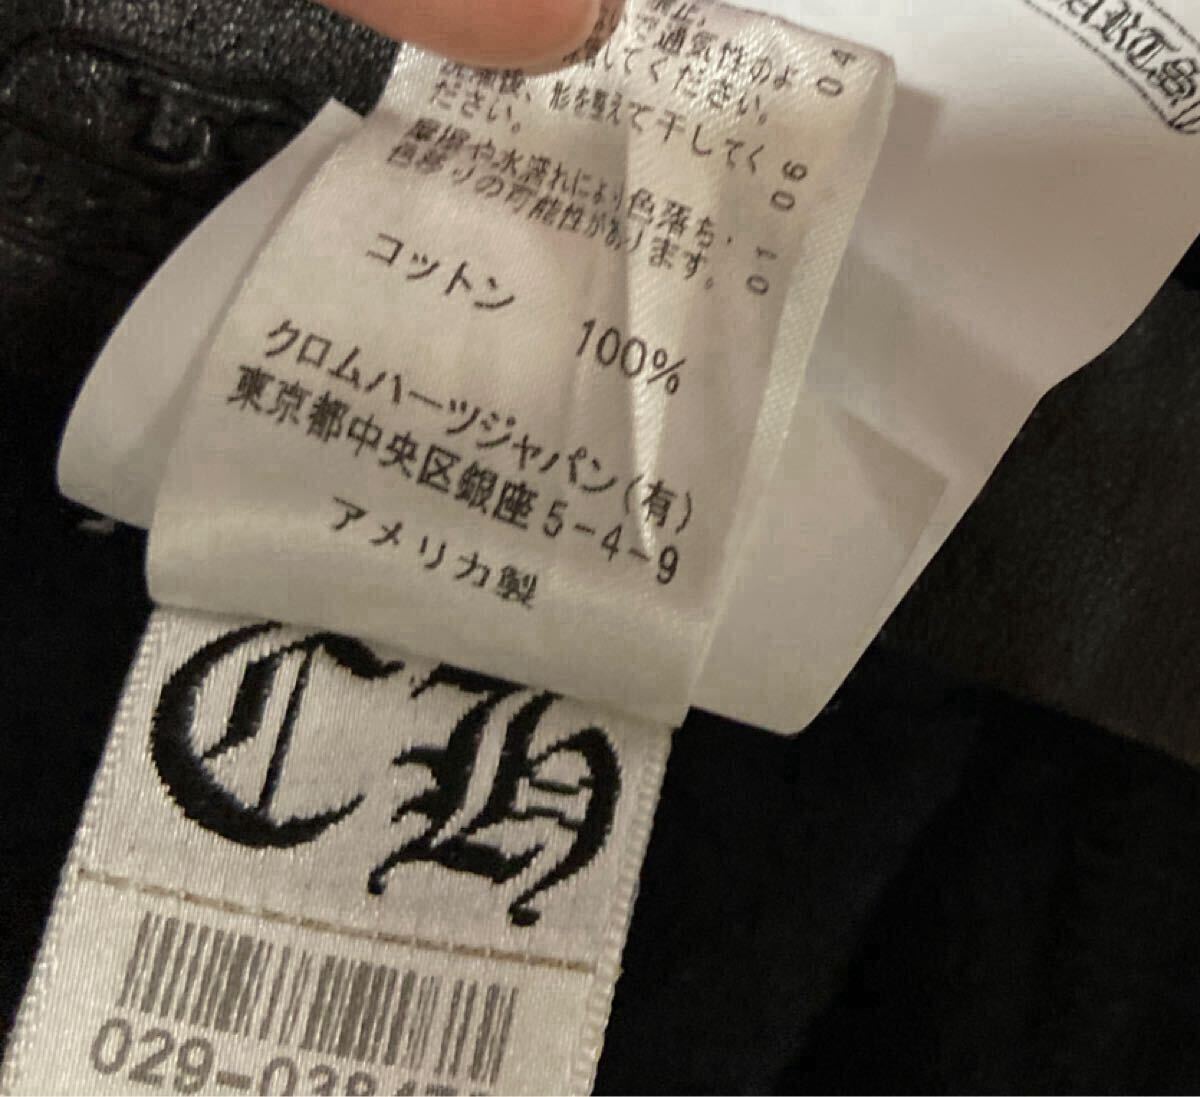 ARTS
04
通気性のよ
してください。
形を整えて干してく
ださい。
01 06
摩擦や水濡れにより色落ち、
色移りの可能性があります。
コットン 100%
クロムハーツジャパン(有)
東京都中央区銀座5-4-9
アメリカ製
CH
029-0384